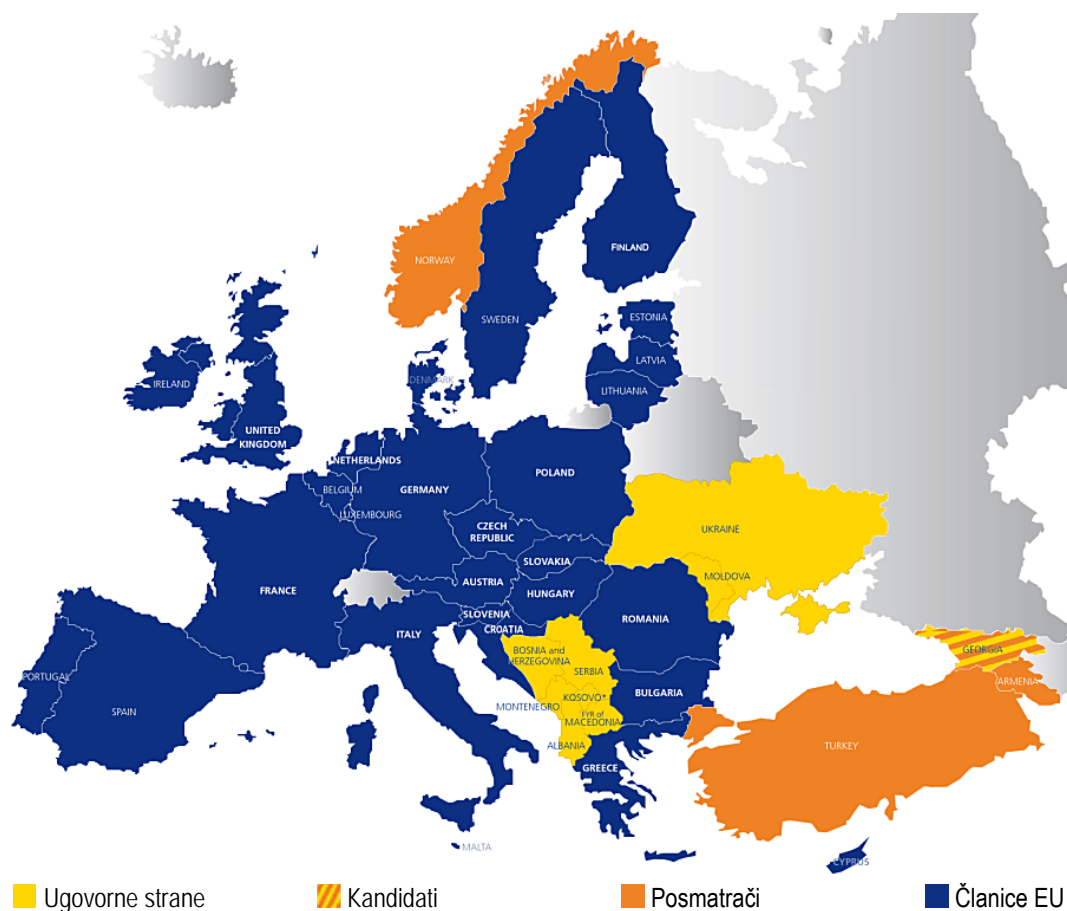 NORWAY
FINLAND
SWEDEN
ESTONIA
LATVIA
LITHUANIA
DENMARK
IRELAND
UNITED
KINGDOM
NETHERLANDS
BELGIUM
LUXEMBOURG
GERMANY
POLAND
CZECH
REPUBLIC
SLOVAKIA
AUSTRIA
HUNGARY
SLOVENIA
CROATIA
FRANCE
ITALY
ROMANIA
UKRAINE
MOLDOVA
BOSNIA and
HERZEGOVINA
SERBIA
KOSOVO*
MONTENEGRO
FYR of
MACEDONIA
ALBANIA
BULGARIA
GREECE
PORTUGAL
SPAIN
GEORGIA
ARMENIA
TURKEY
MALTA
CYPRUS
Ugovorne strane
Kandidati
Posmatrači
Članice EU